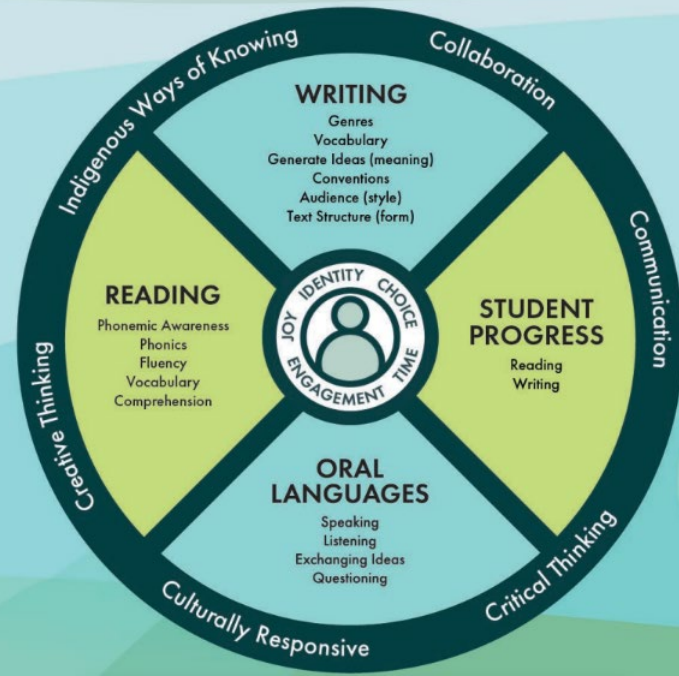 Indigenous Ways of Knowing
Collaboration
Communication
Critical Thinking
Culturally Responsive
Creative Thinking
WRITING
Genres
Vocabulary
Generate Ideas (meaning)
Conventions
Audience (style)
Text Structure (form)
READING
Phonemic Awareness
Phonics
Fluency
Vocabulary
Comprehension
JOY IDENTITY CHOICE TIME ENGAGEMENT
STUDENT
PROGRESS
Reading
Writing
ORAL
LANGUAGES
Speaking
Listening
Exchanging Ideas
Questioning